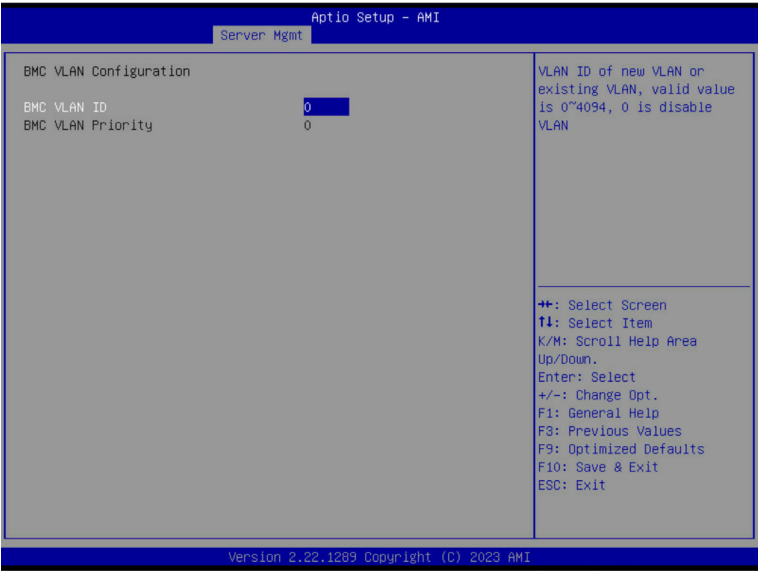 Aptio Setup – AMI
Server Mgmt
BMC VLAN Configuration
BMC VLAN ID 0
BMC VLAN Priority 0
VLAN ID of new VLAN or
existing VLAN, valid value
is 0~4094, 0 is disable
VLAN
→←: Select Screen
↑↓: Select Item
K/M: Scroll Help Area
Up/Down.
Enter: Select
+/-: Change Opt.
F1: General Help
F3: Previous Values
F9: Optimized Defaults
F10: Save & Exit
ESC: Exit
Version 2.22.1289 Copyright (C) 2023 AMI